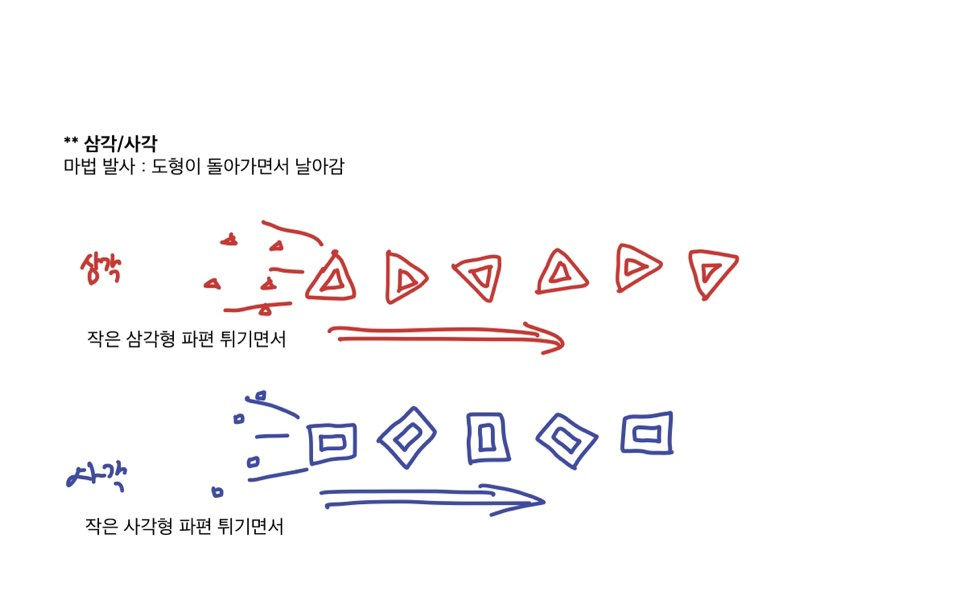 ** 삼각/사각
마법 발사 : 도형이 돌아가면서 날아감
삼각
작은 삼각형 파편 튀기면서
사각
작은 사각형 파편 튀기면서